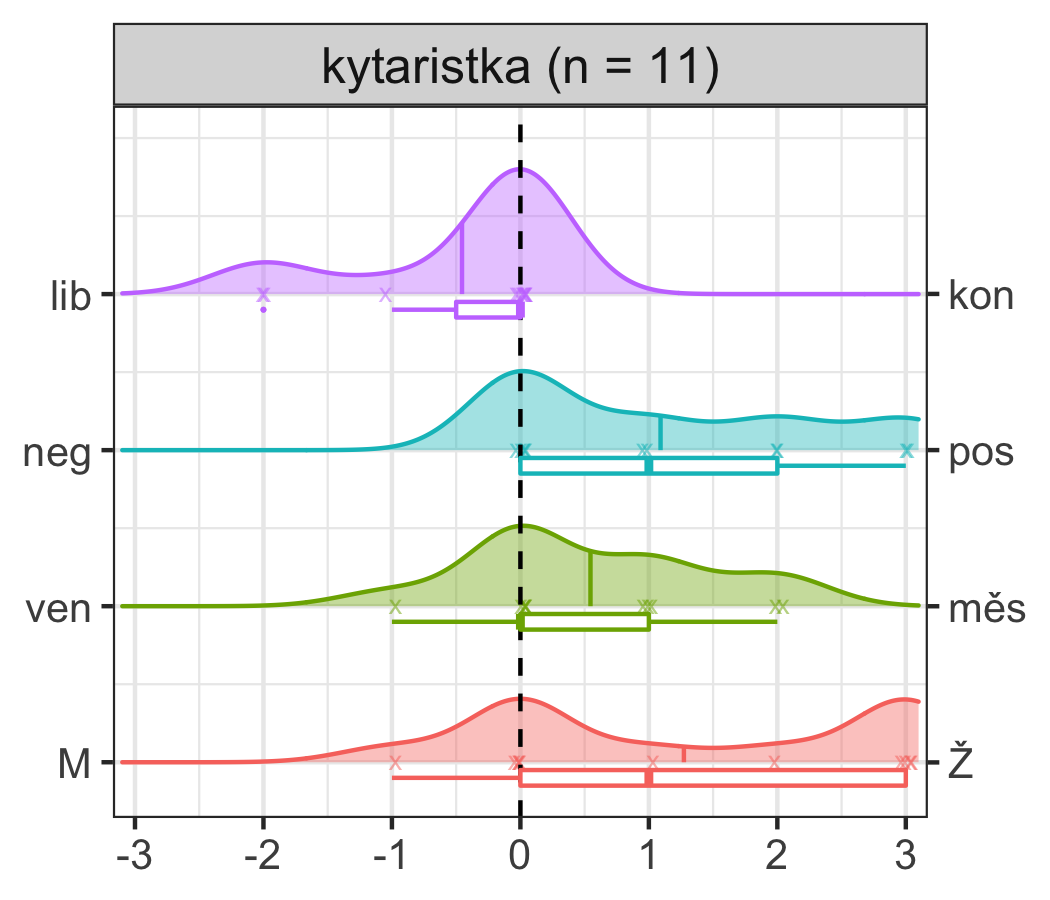 kytaristka (n = 11)
lib kon
neg pos
ven měs
M Ž
-3 -2 -1 0 1 2 3